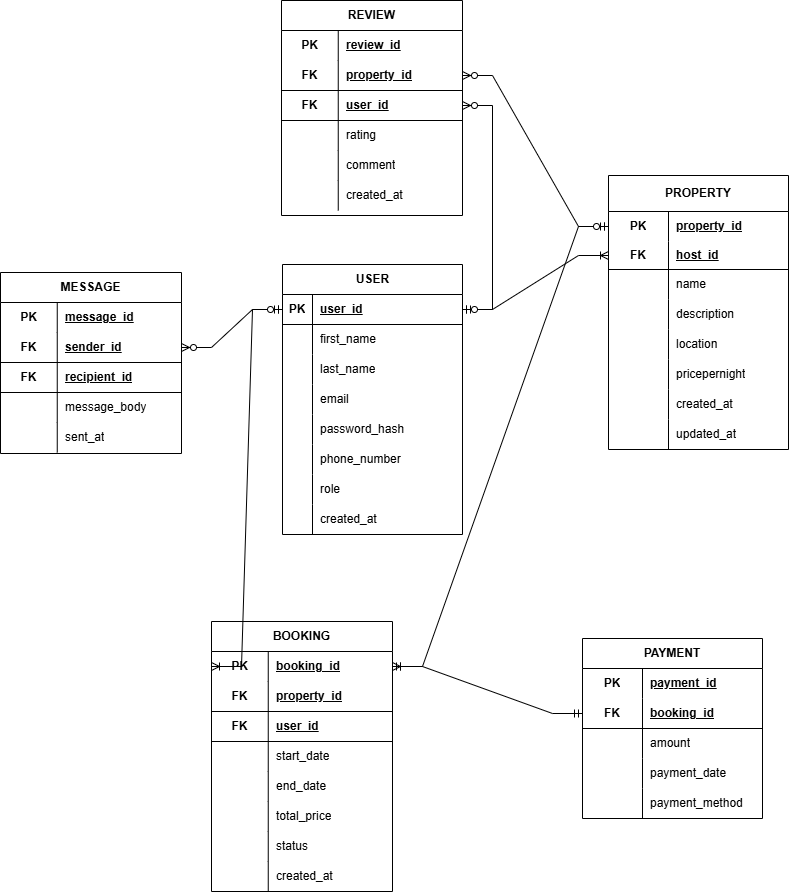 REVIEW
PK review_id
FK property_id
FK user_id
rating
comment
created_at
PROPERTY
PK property_id
FK host_id
name
description
location
pricepernight
created_at
updated_at
MESSAGE
PK message_id
FK sender_id
FK recipient_id
message_body
sent_at
USER
PK user_id
first_name
last_name
email
password_hash
phone_number
role
created_at
BOOKING
PK booking_id
FK property_id
FK user_id
start_date
end_date
total_price
status
created_at
PAYMENT
PK payment_id
FK booking_id
amount
payment_date
payment_method